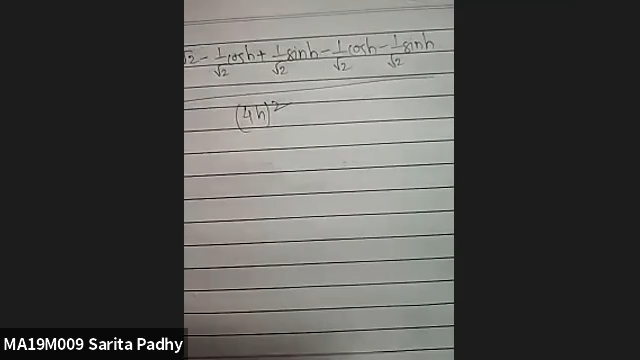 √2 - 1/√2 cosh + 1/√2 sinh - 1/√2 cosh - 1/√2 sinh
(4h)²
MA19M009 Sarita Padhy